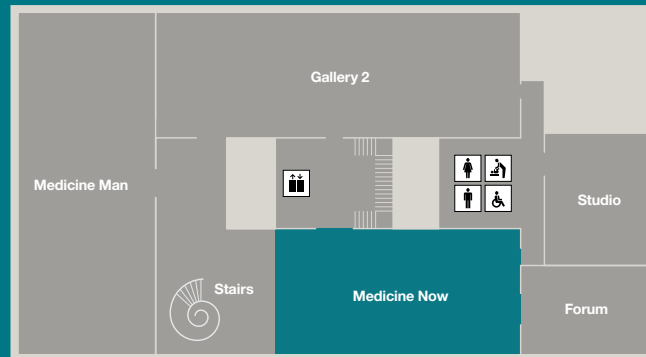 Gallery 2
Medicine Man
Studio
Stairs
Medicine Now
Forum